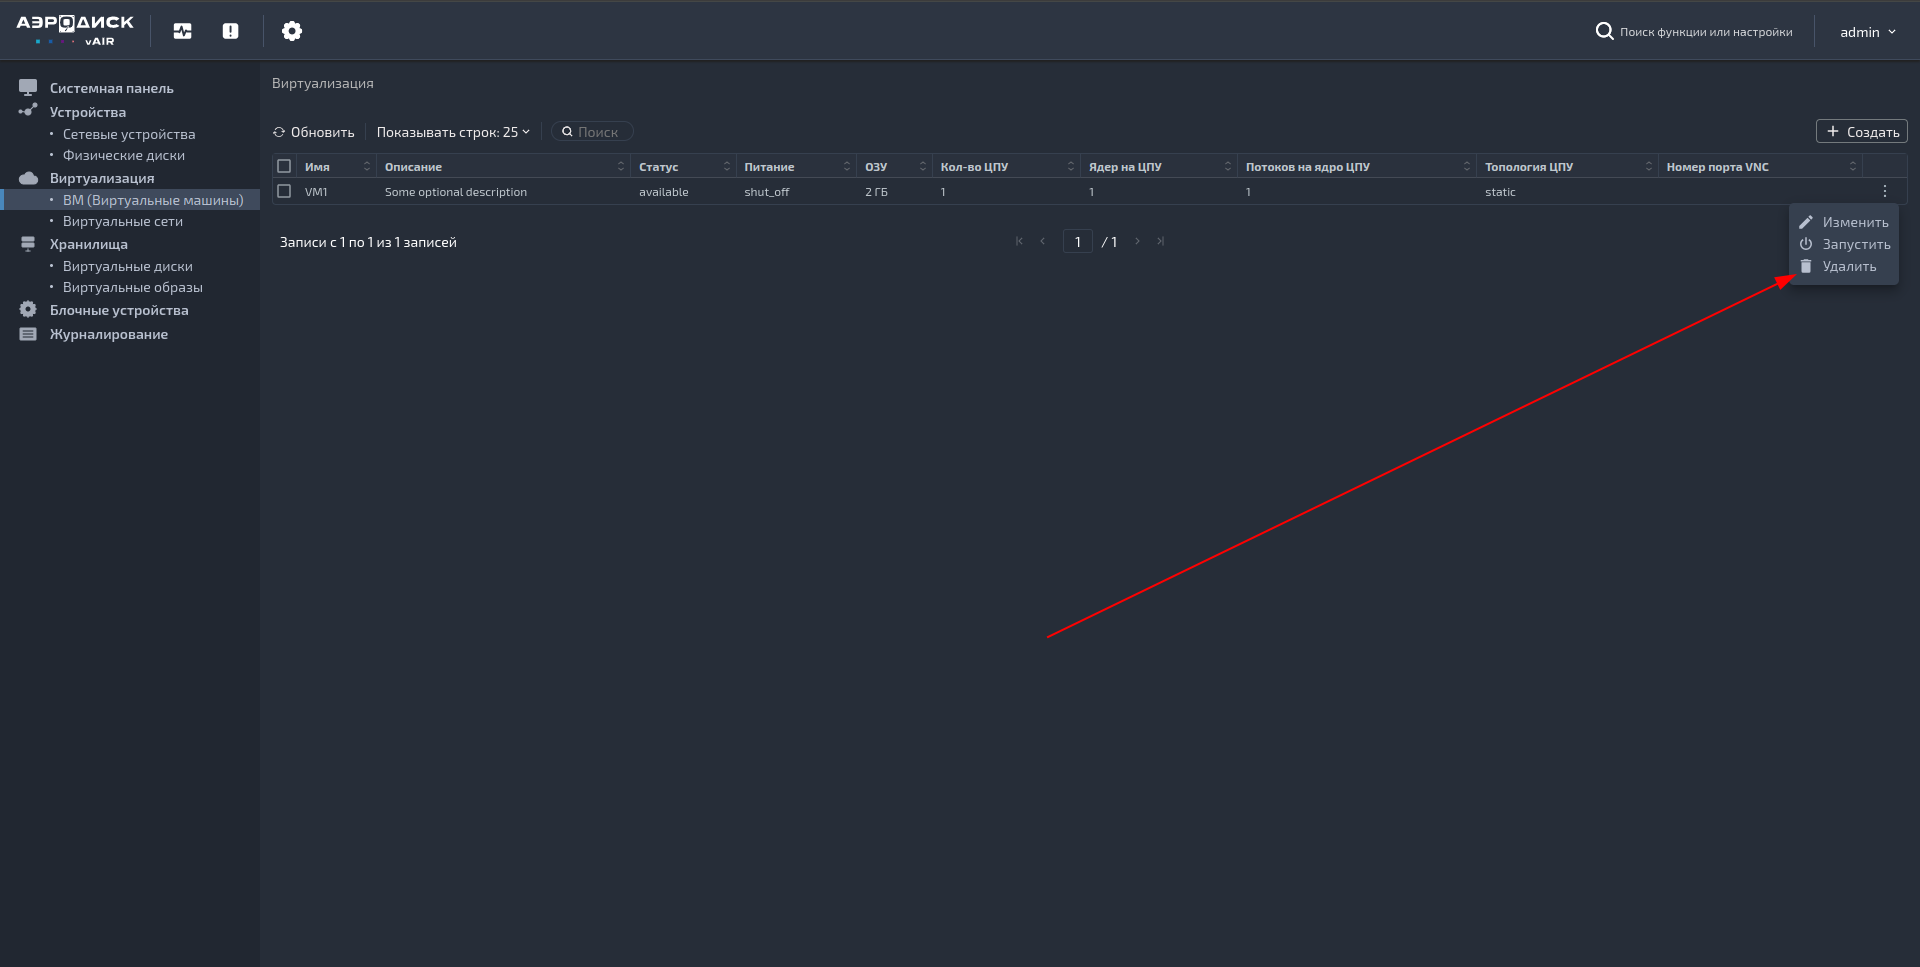 АЭРОДИСК
vAIR
Поиск функции или настройки
admin
Системная панель
Устройства
• Сетевые устройства
• Физические диски
Виртуализация
• ВМ (Виртуальные машины)
• Виртуальные сети
Хранилища
• Виртуальные диски
• Виртуальные образы
Блочные устройства
Журналирование
Виртуализация
Обновить Показывать строк: 25 Поиск
+ Создать
Имя Описание Статус Питание ОЗУ Кол-во ЦПУ Ядер на ЦПУ Потоков на ядро ЦПУ Топология ЦПУ Номер порта VNC
VM1 Some optional description available shut_off 2 ГБ 1 1 1 static
Изменить
Запустить
Удалить
Записи с 1 по 1 из 1 записей 1 / 1